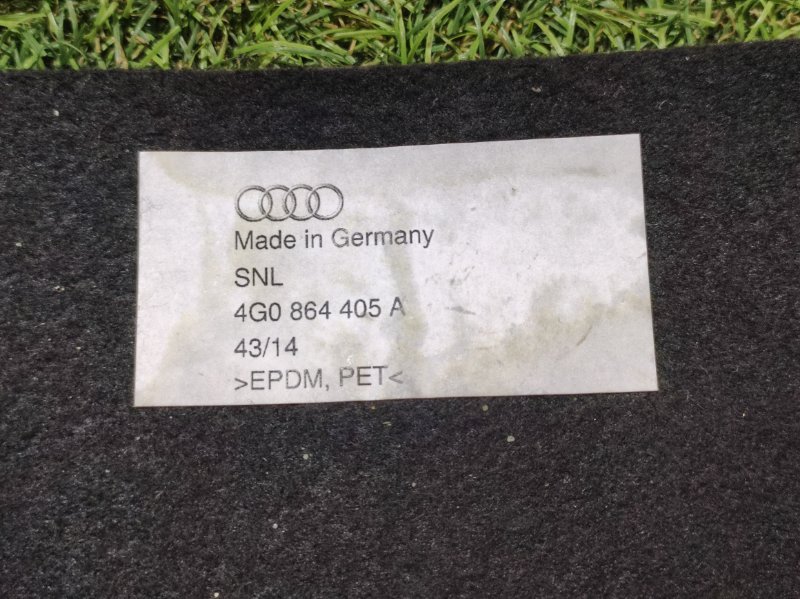 Made in Germany
SNL
4G0 864 405 A
43/14
>EPDM, PET<